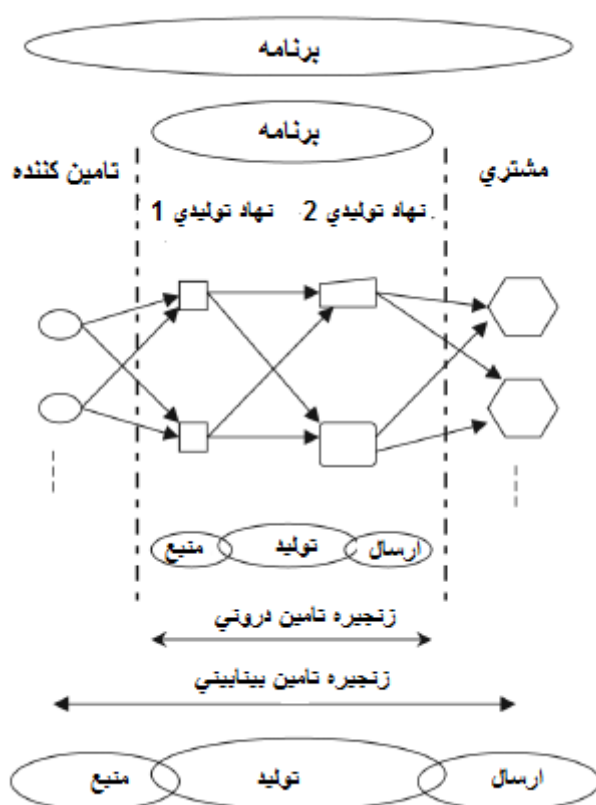 برنامه
برنامه
مشتري
تامين كننده
نهاد توليدي 1 نهاد توليدي 2 .
منبع توليد ارسال
زنجيره تامين دروني
زنجيره تامين بينابيني
منبع توليد ارسال